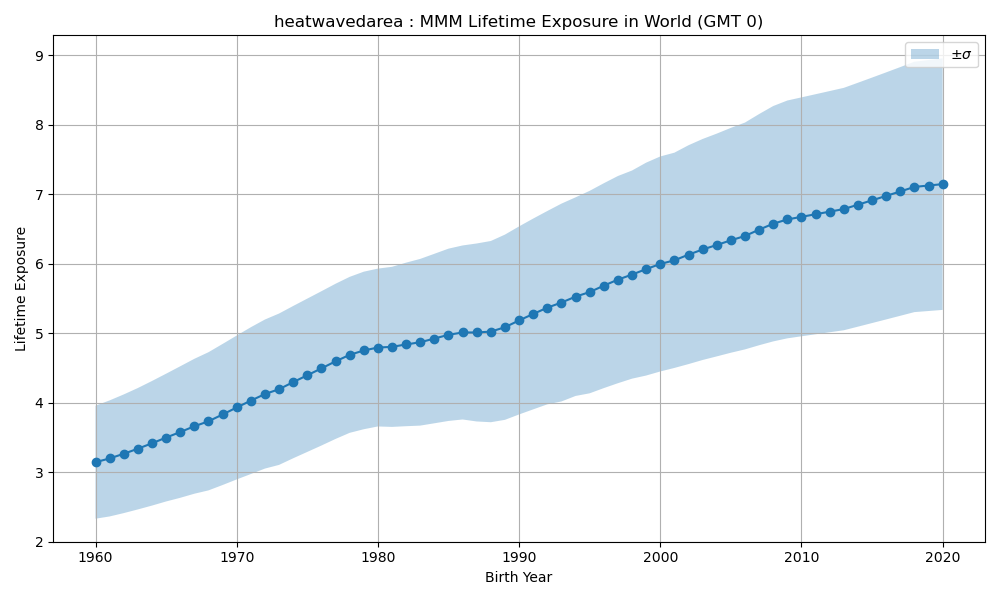 heatwavedarea : MMM Lifetime Exposure in World (GMT 0)
±σ
Lifetime Exposure
9
8
7
6
5
4
3
2
1960 1970 1980 1990 2000 2010 2020
Birth Year